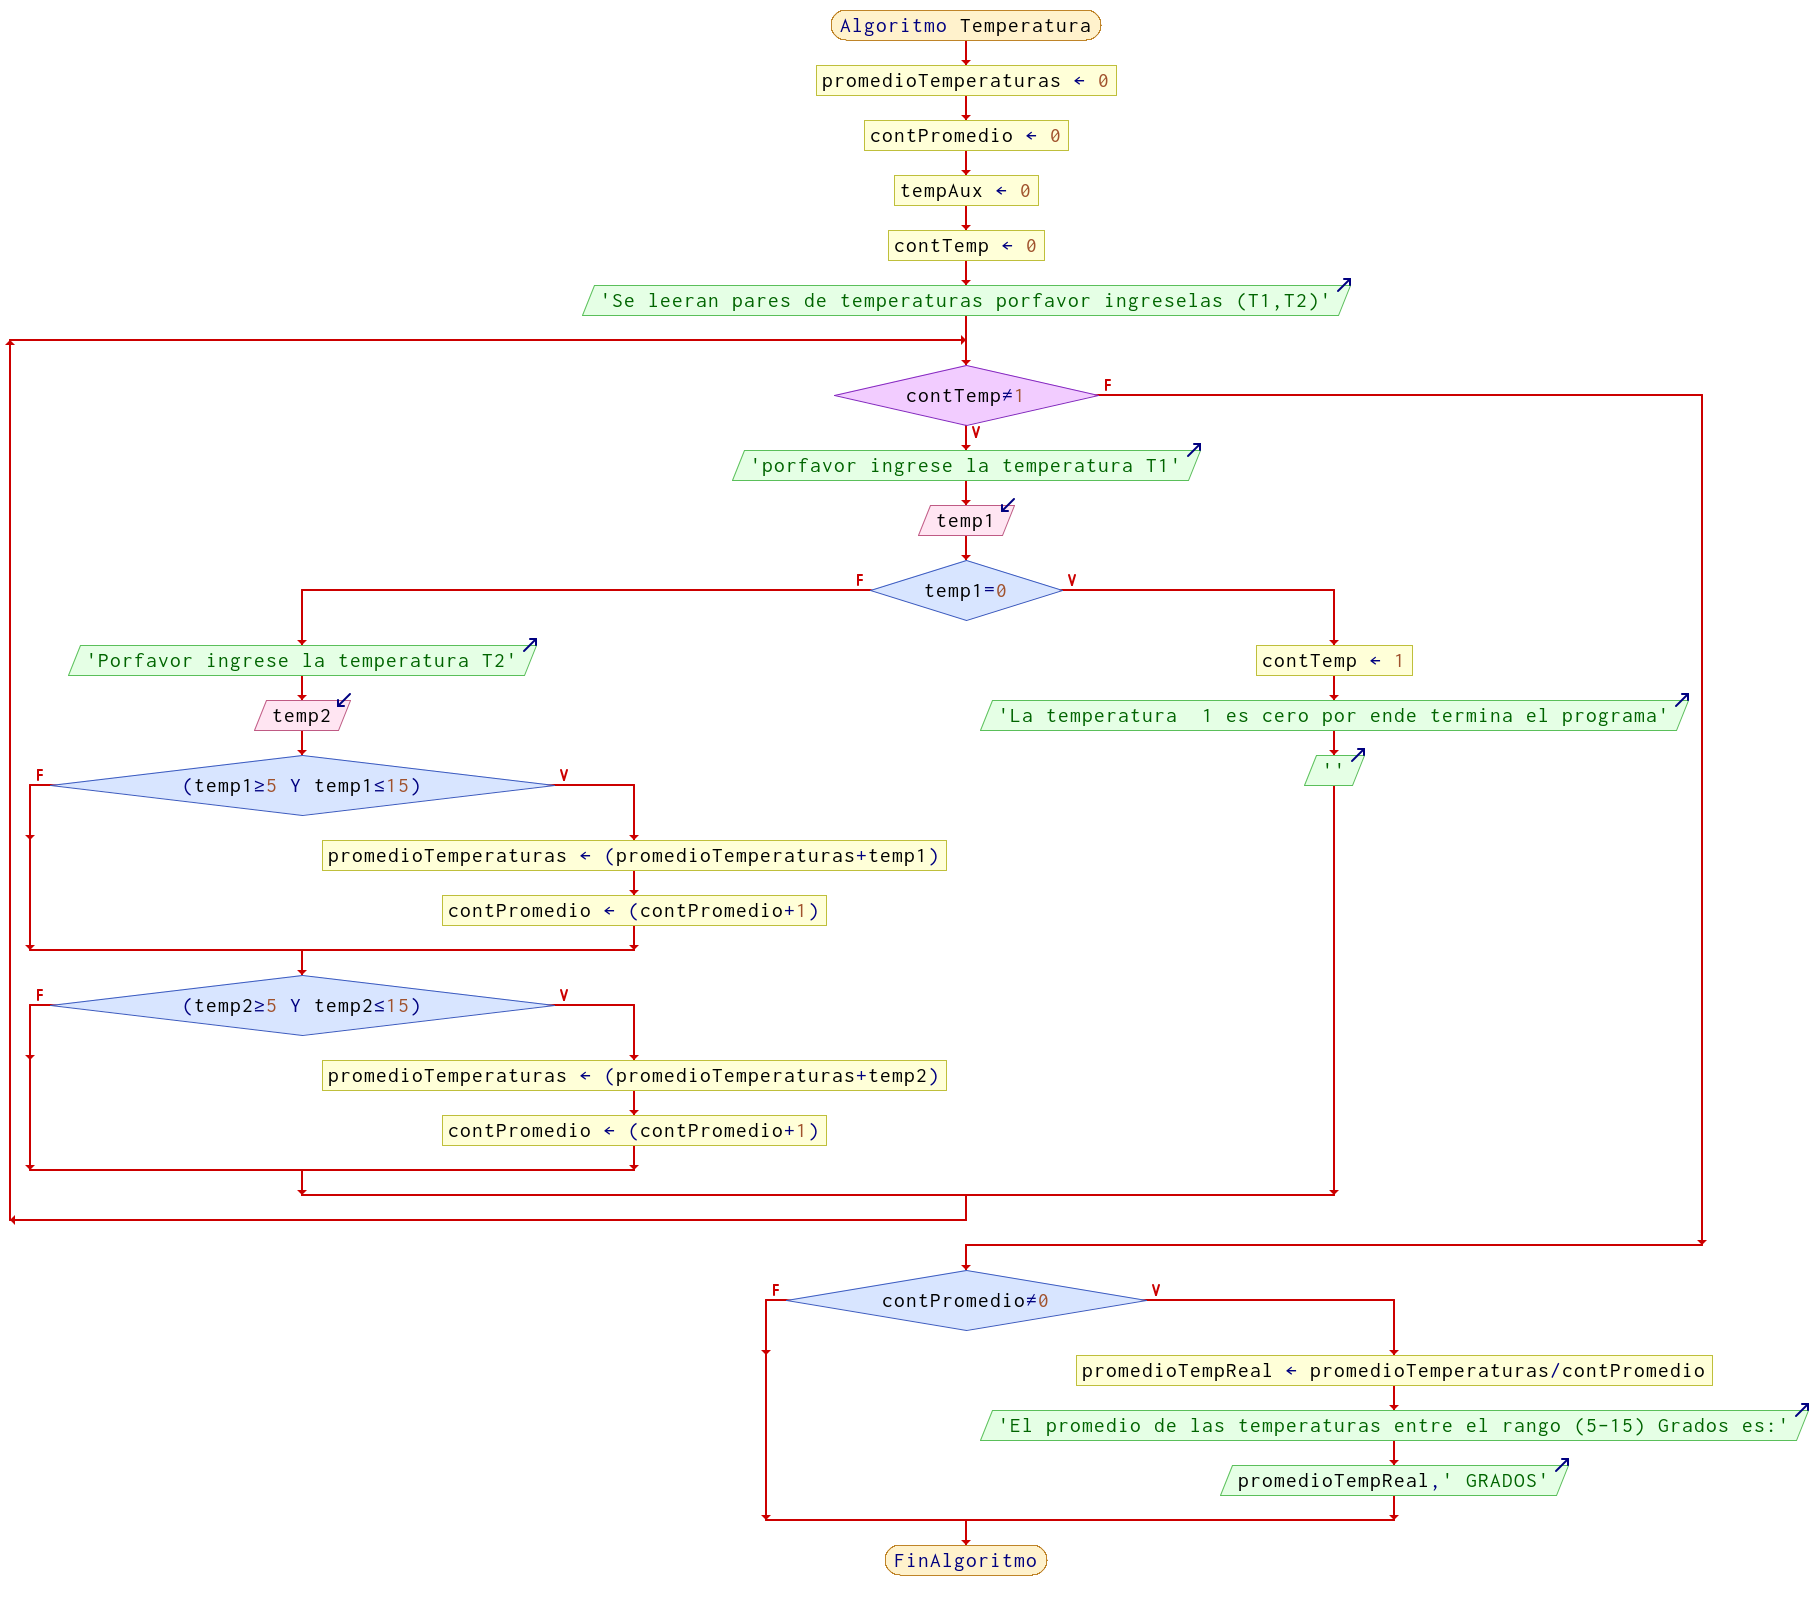 Algoritmo Temperatura
promedioTemperaturas ← 0
contPromedio ← 0
tempAux ← 0
contTemp ← 0
'Se leeran pares de temperaturas porfavor ingreselas (T1,T2)'
contTemp≠1
F
V
'porfavor ingrese la temperatura T1'
temp1
F
V
temp1=0
'Porfavor ingrese la temperatura T2'
contTemp ← 1
temp2
'La temperatura  1 es cero por ende termina el programa'
F
V
(temp1≥5 Y temp1≤15)
''
promedioTemperaturas ← (promedioTemperaturas+temp1)
contPromedio ← (contPromedio+1)
F
V
(temp2≥5 Y temp2≤15)
promedioTemperaturas ← (promedioTemperaturas+temp2)
contPromedio ← (contPromedio+1)
F
V
contPromedio≠0
promedioTempReal ← promedioTemperaturas/contPromedio
'El promedio de las temperaturas entre el rango (5-15) Grados es:'
promedioTempReal,' GRADOS'
FinAlgoritmo